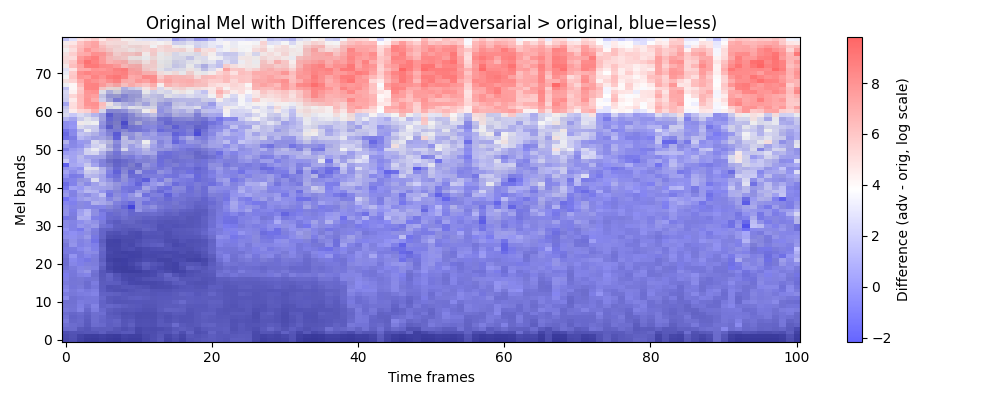 Original Mel with Differences (red=adversarial > original, blue=less)
Mel bands
70
60
50
40
30
20
10
0
0 20 40 60 80 100
Time frames
8
6
4
2
0
−2
Difference (adv - orig, log scale)